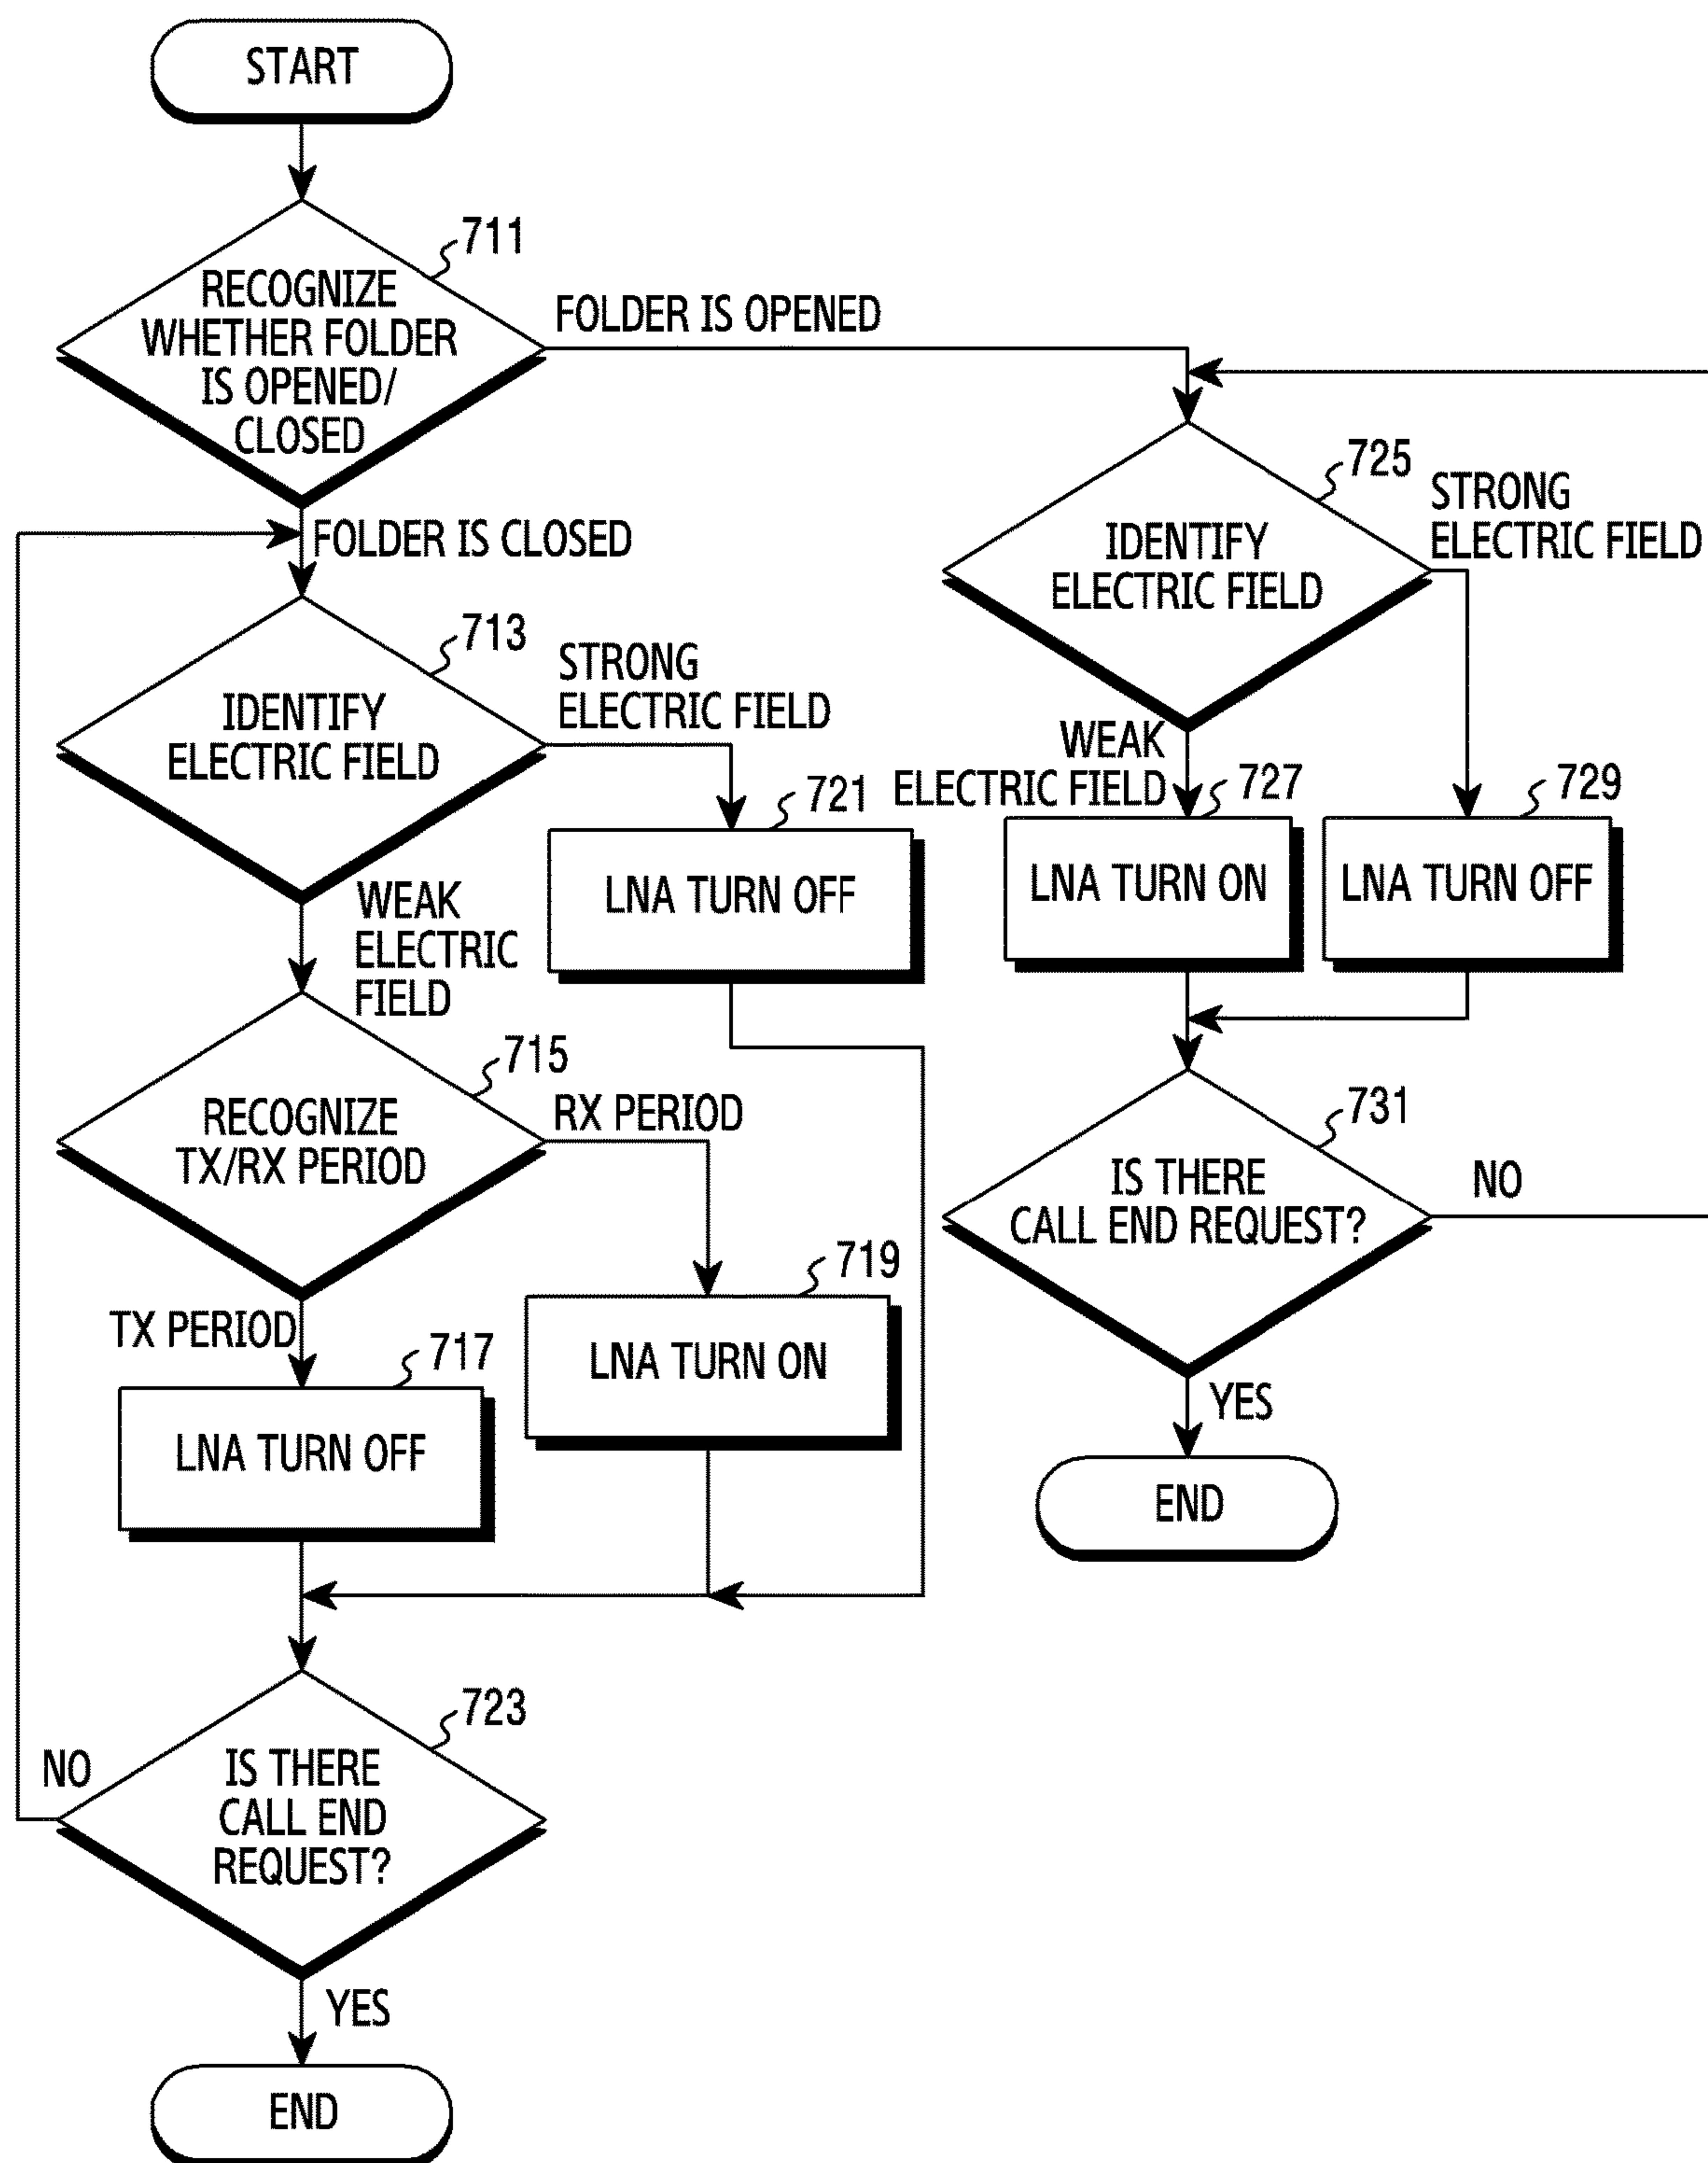 START
711
RECOGNIZE
WHETHER FOLDER
IS OPENED/
CLOSED
FOLDER IS OPENED
FOLDER IS CLOSED
713
IDENTIFY
ELECTRIC FIELD
STRONG
ELECTRIC FIELD
721
LNA TURN OFF
WEAK
ELECTRIC
FIELD
715
RECOGNIZE
TX/RX PERIOD
RX PERIOD
719
LNA TURN ON
TX PERIOD
717
LNA TURN OFF
723
IS THERE
CALL END
REQUEST?
NO
YES
END
725
IDENTIFY
ELECTRIC FIELD
STRONG
ELECTRIC FIELD
WEAK
ELECTRIC FIELD
727
LNA TURN ON
729
LNA TURN OFF
731
IS THERE
CALL END REQUEST?
NO
YES
END